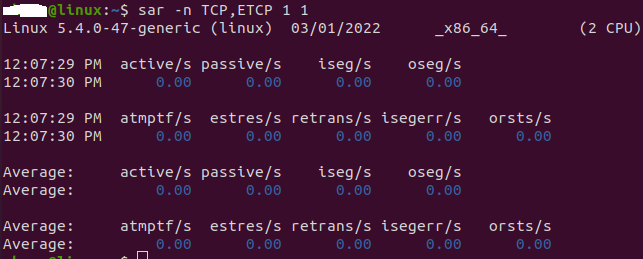 @linux:~$ sar -n TCP,ETCP 1 1
Linux 5.4.0-47-generic (linux) 03/01/2022 _x86_64_ (2 CPU)
12:07:29 PM active/s passive/s iseg/s oseg/s
12:07:30 PM 0.00 0.00 0.00 0.00
12:07:29 PM atmptf/s estres/s retrans/s isegerr/s orsts/s
12:07:30 PM 0.00 0.00 0.00 0.00 0.00
Average: active/s passive/s iseg/s oseg/s
Average: 0.00 0.00 0.00 0.00
Average: atmptf/s estres/s retrans/s isegerr/s orsts/s
Average: 0.00 0.00 0.00 0.00 0.00